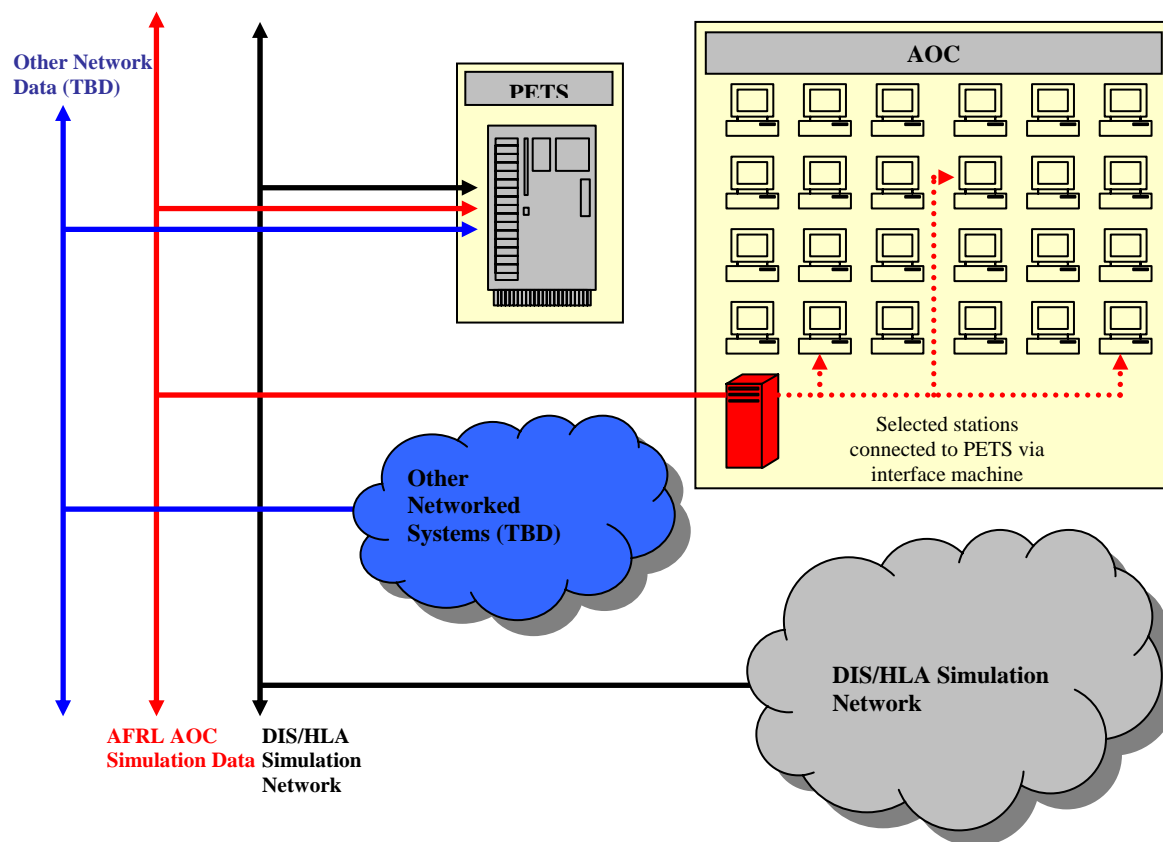 Other Network
Data (TBD)
PETS
AOC
Selected stations
connected to PETS via
interface machine
Other
Networked
Systems (TBD)
DIS/HLA Simulation
Network
AFRL AOC
Simulation Data
DIS/HLA
Simulation
Network